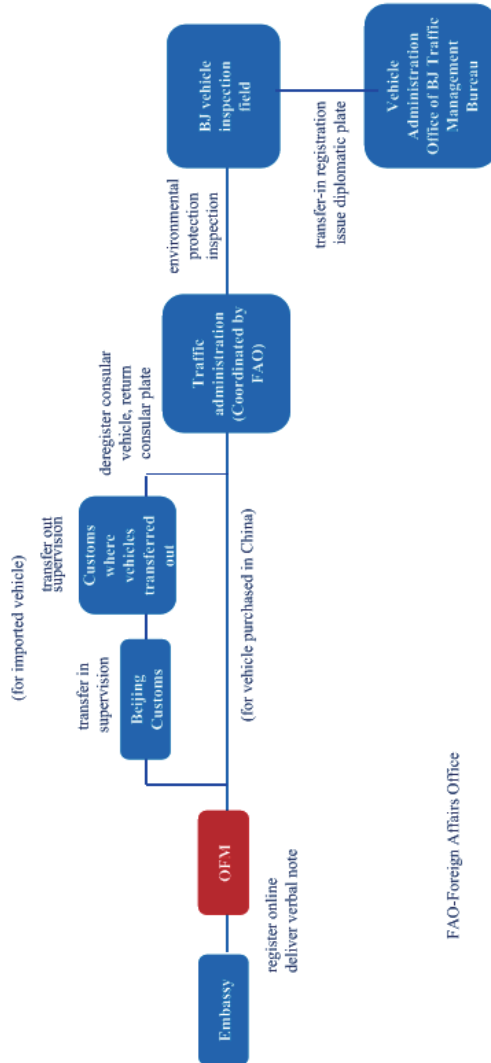 Embassy
register online
deliver verbal note
OFM
(for imported vehicle)
transfer in
supervision
Beijing
Customs
transfer out
supervision
Customs
where
vehicles
transferred
out
(for vehicle purchased in China)
deregister consular
vehicle, return
consular plate
Traffic
administration
(Coordinated by
FAO)
environmental
protection
inspection
BJ vehicle
inspection
field
transfer-in registration
issue diplomatic plate
Vehicle
Administration
Office of BJ Traffic
Management
Bureau
FAO-Foreign Affairs Office